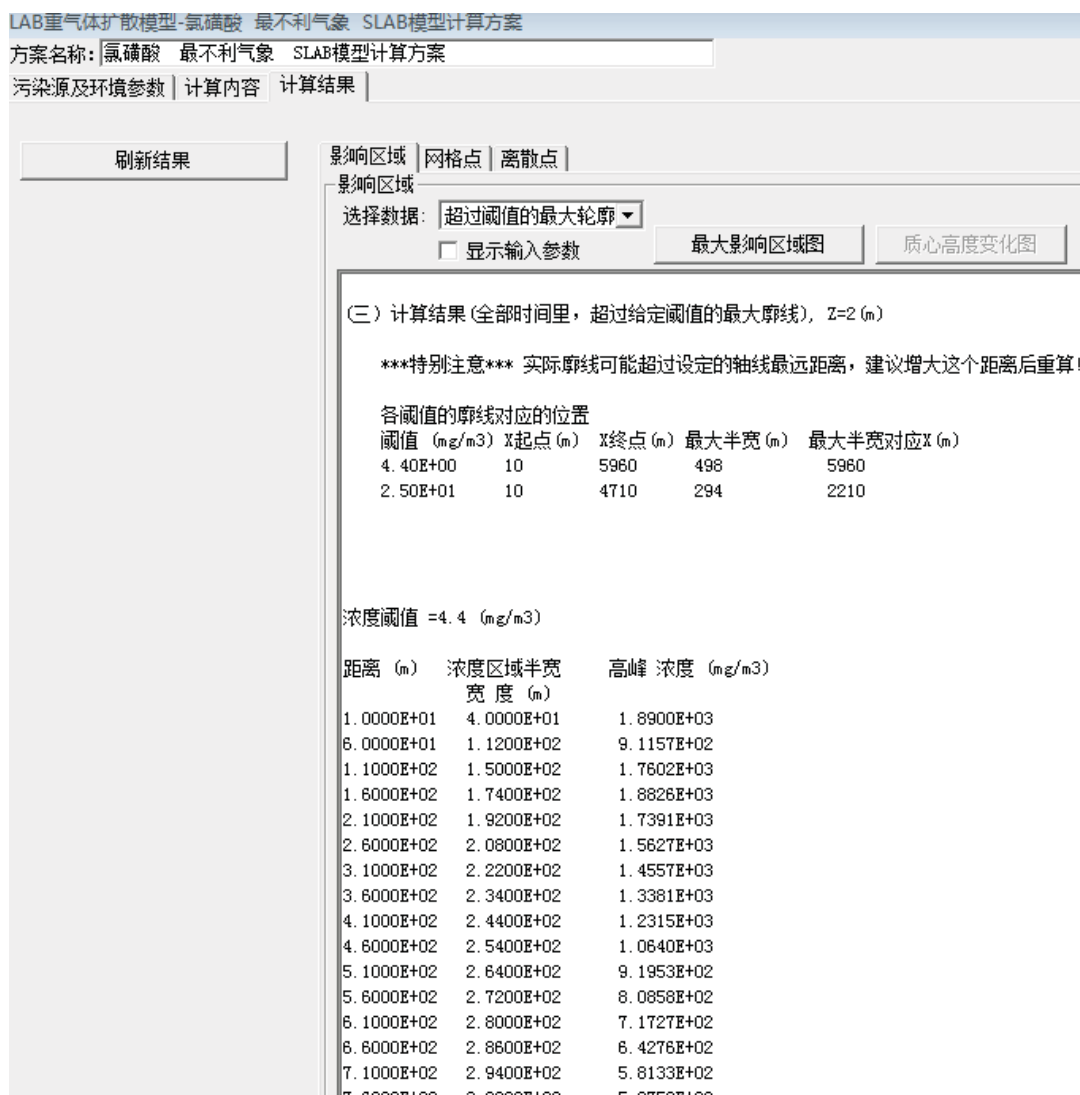 LAB重气体扩散模型-氯磺酸 最不利气象 SLAB模型计算方案
方案名称: 氯磺酸 最不利气象 SLAB模型计算方案
污染源及环境参数 计算内容 计算结果
刷新结果
影响区域 网格点 离散点
影响区域
选择数据: 超过阈值的最大轮廓
显示输入参数 最大影响区域图 质心高度变化图
(三) 计算结果(全部时间里，超过给定阈值的最大廓线), Z=2(m)
***特别注意*** 实际廓线可能超过设定的轴线最远距离，建议增大这个距离后重算!
各阈值的廓线对应的位置
阈值 (mg/m3) X起点(m) X终点(m) 最大半宽(m) 最大半宽对应X(m)
4.40E+00 10 5960 498 5960
2.50E+01 10 4710 294 2210
浓度阈值 =4.4 (mg/m3)
距离 (m) 浓度区域半宽 高峰 浓度 (mg/m3)
宽 度 (m)
1.0000E+01 4.0000E+01 1.8900E+03
6.0000E+01 1.1200E+02 9.1157E+02
1.1000E+02 1.5000E+02 1.7602E+03
1.6000E+02 1.7400E+02 1.8826E+03
2.1000E+02 1.9200E+02 1.7391E+03
2.6000E+02 2.0800E+02 1.5627E+03
3.1000E+02 2.2200E+02 1.4557E+03
3.6000E+02 2.3400E+02 1.3381E+03
4.1000E+02 2.4400E+02 1.2315E+03
4.6000E+02 2.5400E+02 1.0640E+03
5.1000E+02 2.6400E+02 9.1953E+02
5.6000E+02 2.7200E+02 8.0858E+02
6.1000E+02 2.8000E+02 7.1727E+02
6.6000E+02 2.8600E+02 6.4276E+02
7.1000E+02 2.9400E+02 5.8133E+02